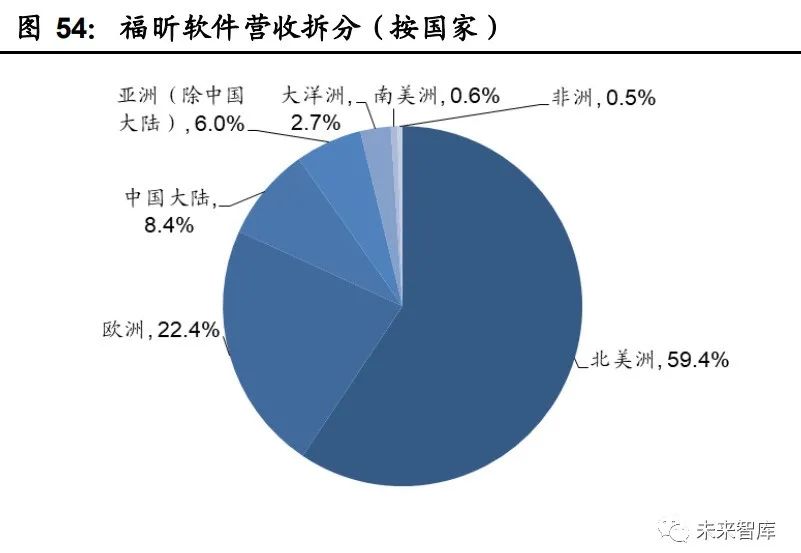 图 54： 福昕软件营收拆分（按国家）
亚洲（除中国
大陆），6.0%
大洋洲,
2.7%
南美洲, 0.6%
非洲, 0.5%
中国大陆,
8.4%
欧洲, 22.4%
北美洲, 59.4%
未来智库